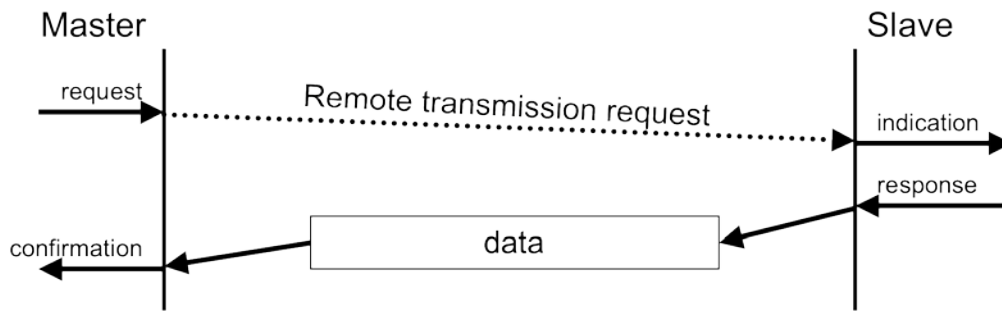 Master
Slave
request
Remote transmission request
indication
response
data
confirmation